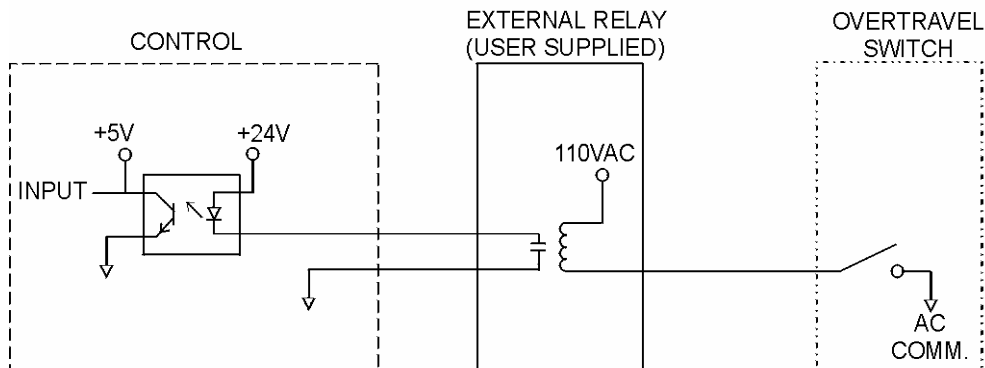 CONTROL
EXTERNAL RELAY
(USER SUPPLIED)
OVERTRAVEL
SWITCH
+5V
+24V
110VAC
INPUT
AC
COMM.